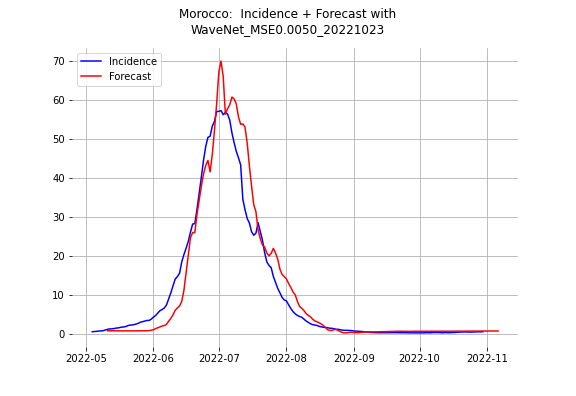 Morocco:  Incidence + Forecast with
WaveNet_MSE0.0050_20221023
Incidence
Forecast
70
60
50
40
30
20
10
0
2022-05 2022-06 2022-07 2022-08 2022-09 2022-10 2022-11